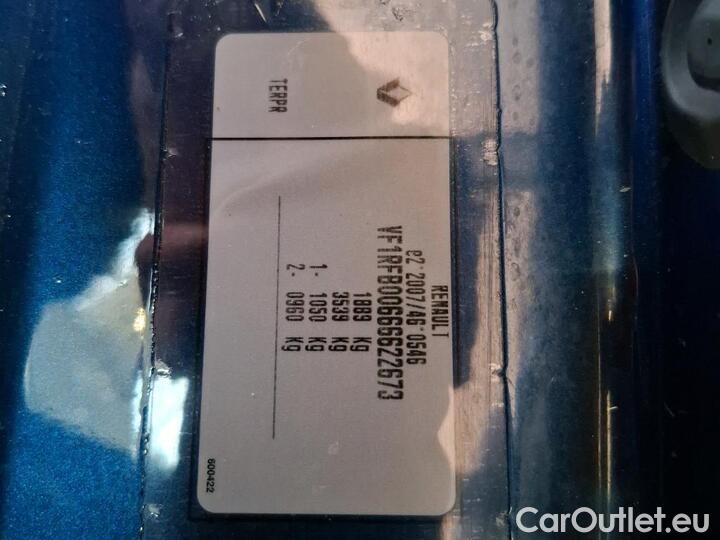 TERPR
RENAULT
e2*2007/46*0546
VF1RFB00666622673
1889 Kg
3539 Kg
1- 1050 Kg
2- 0960 Kg
600422
CarOutlet.eu